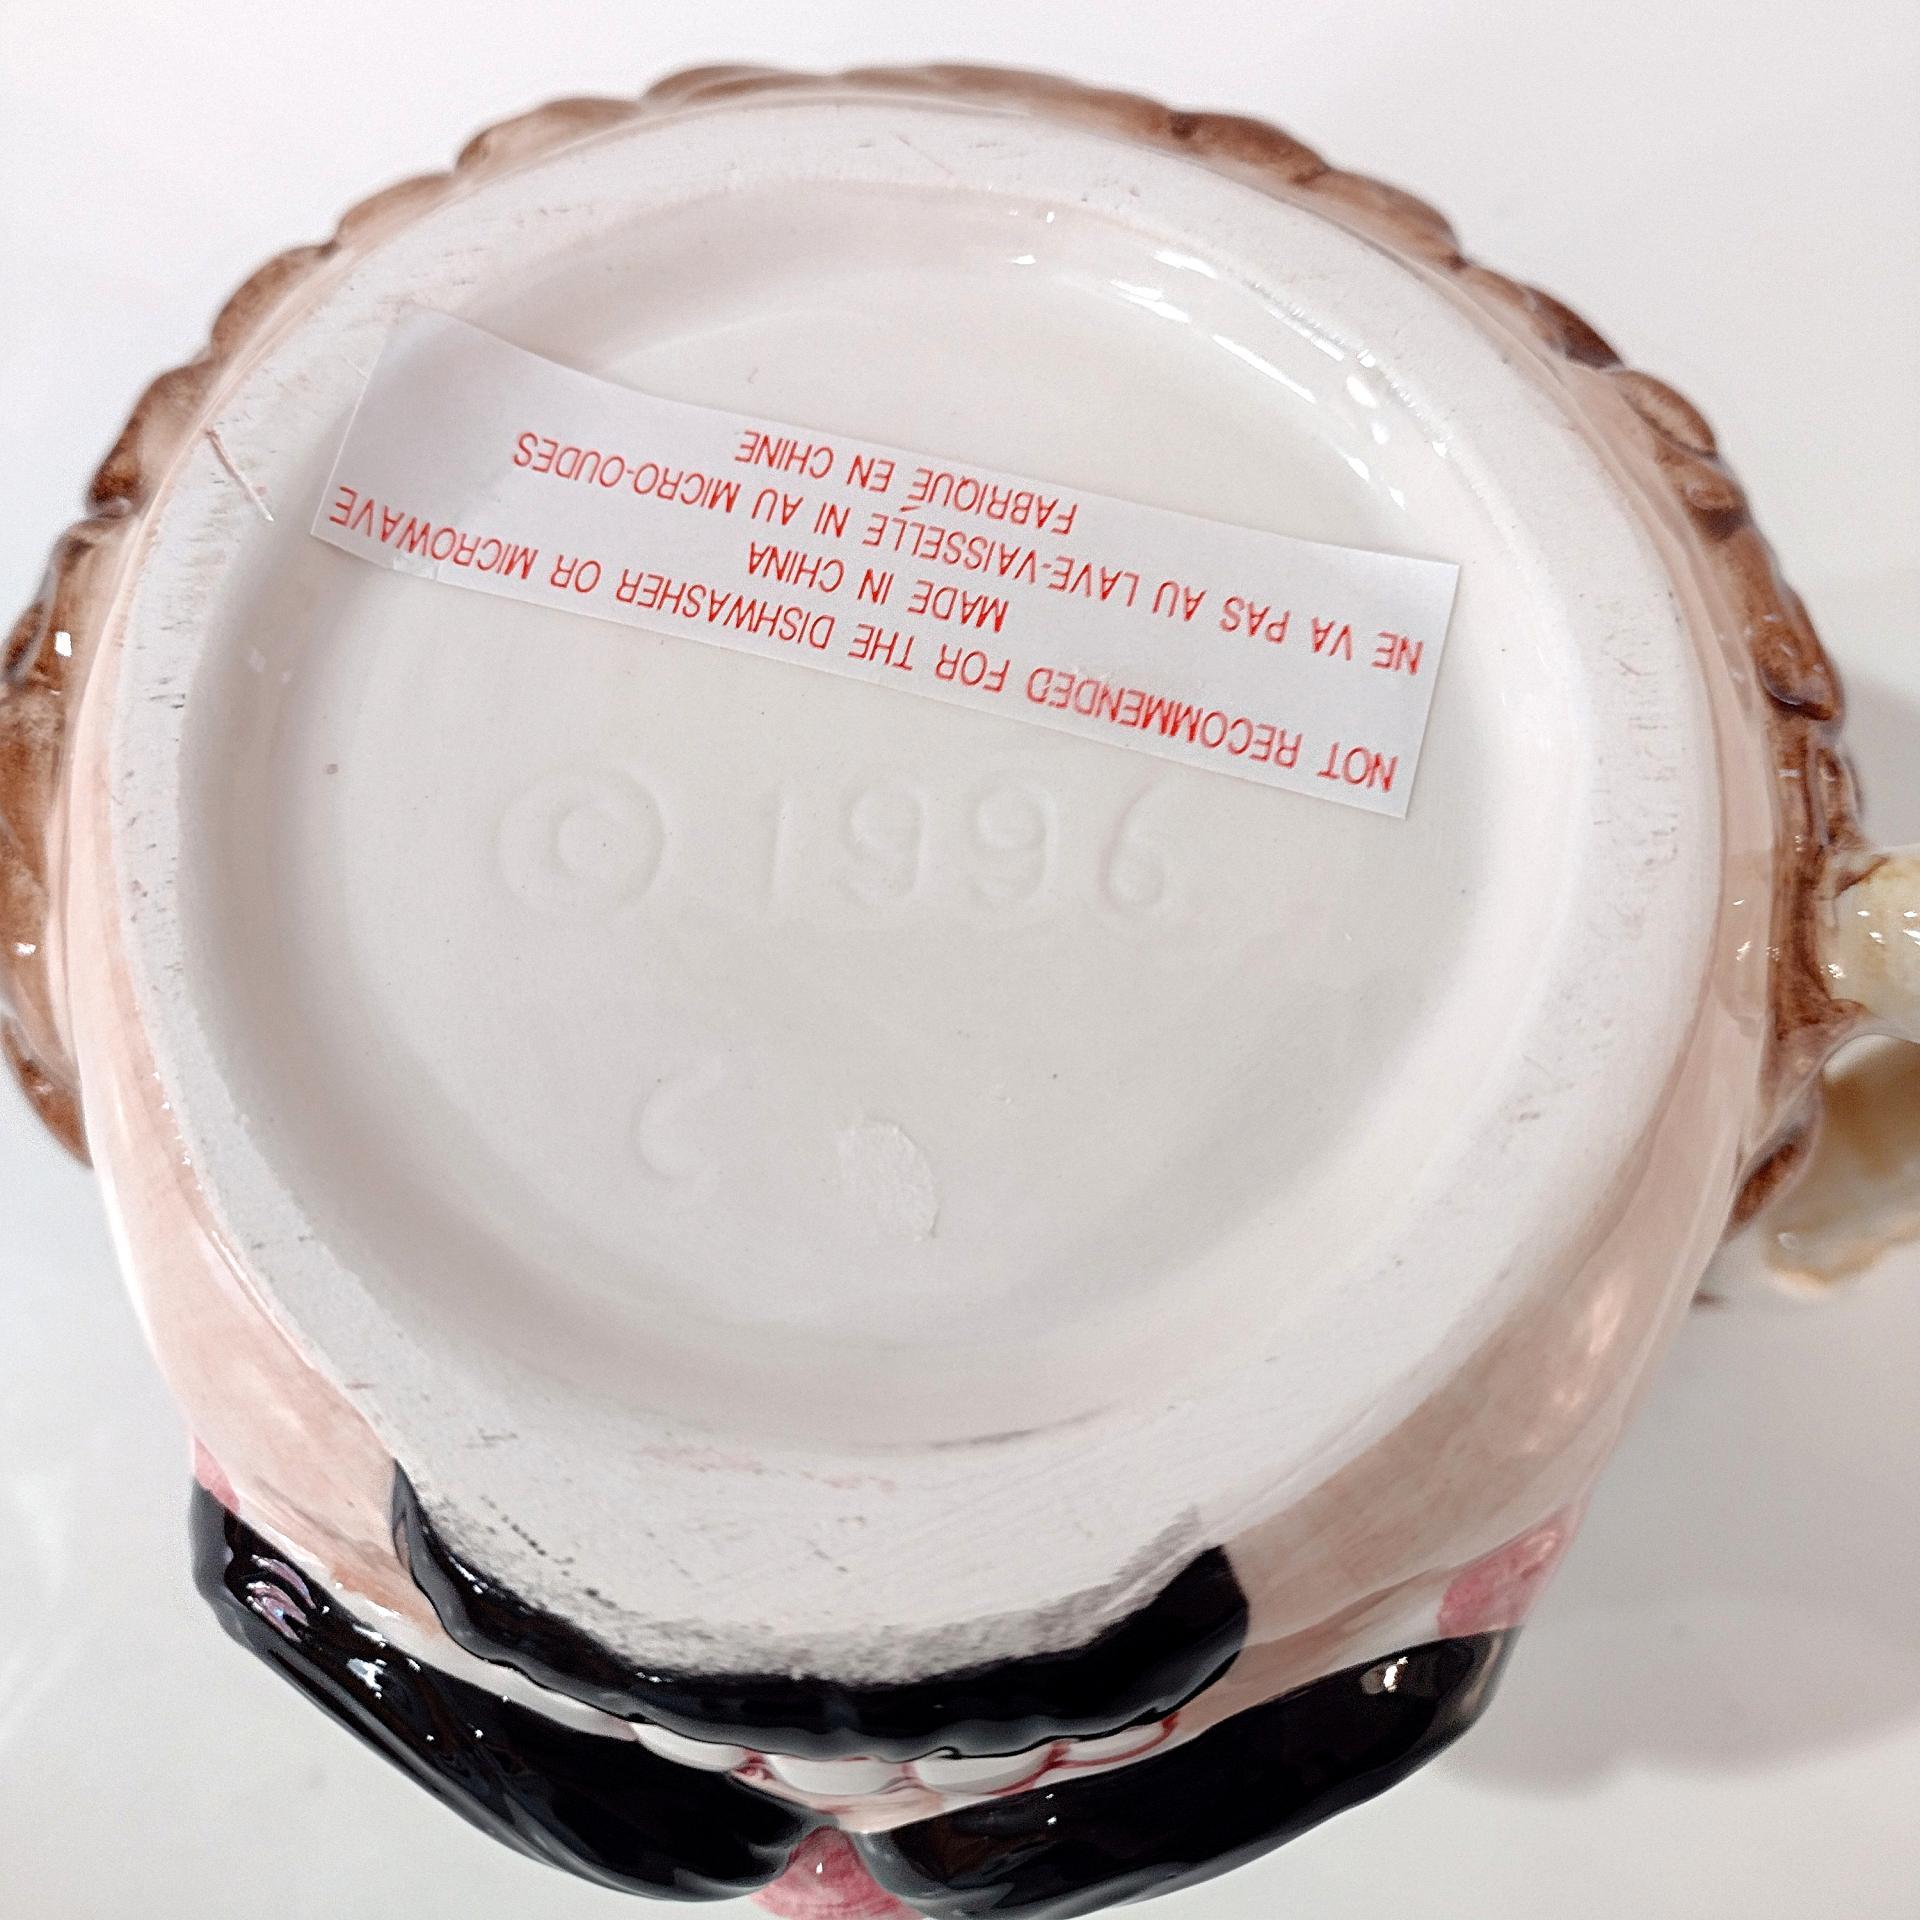 NOT RECOMMENDED FOR THE DISHWASHER OR MICROWAVE
MADE IN CHINA
NE VA PAS AU LAVE-VAISSELLE NI AU MICRO-OUDES
FABRIQUÉ EN CHINE
© 1996